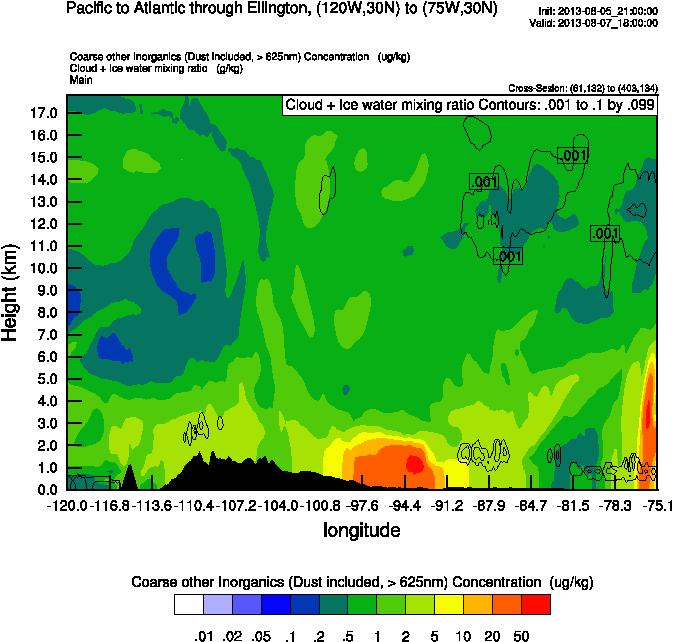 Pacific to Atlantic through Ellington, (120W,30N) to (75W,30N)
Init: 2013-08-05_21:00:00
Valid: 2013-08-07_18:00:00
Coarse other Inorganics (Dust Included, > 625nm) Concentration (ug/kg)
Cloud + Ice water mixing ratio (g/kg)
Main
Cross-Session: (61,132) to (403,134)
Cloud + Ice water mixing ratio Contours: .001 to .1 by .099
17.0
16.0
15.0
14.0
13.0
12.0
11.0
10.0
9.0
8.0
7.0
6.0
5.0
4.0
3.0
2.0
1.0
0.0
Height (km)
.001
.001
.001
.001
-120.0 -116.8 -113.6 -110.4 -107.2 -104.0 -100.8 -97.6 -94.4 -91.2 -87.9 -84.7 -81.5 -78.3 -75.1
longitude
Coarse other Inorganics (Dust included, > 625nm) Concentration (ug/kg)
.01 .02 .05 .1 .2 .5 1 2 5 10 20 50